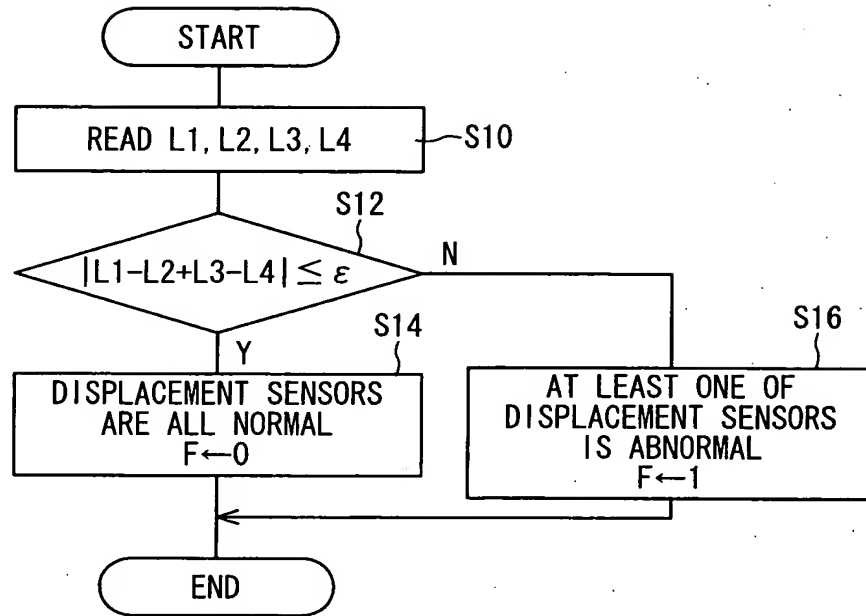 START
READ L1, L2, L3, L4
S10
S12
|L1-L2+L3-L4| ≤ ε
N
Y
S14
DISPLACEMENT SENSORS
ARE ALL NORMAL
F←0
S16
AT LEAST ONE OF
DISPLACEMENT SENSORS
IS ABNORMAL
F←1
END